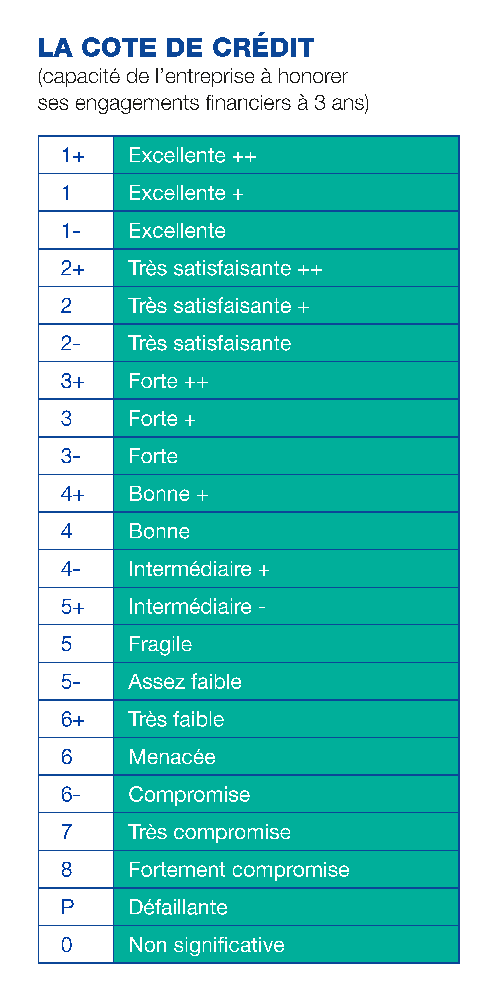 LA COTE DE CRÉDIT
(capacité de l’entreprise à honorer
ses engagements financiers à 3 ans)
1+ Excellente ++
1 Excellente +
1- Excellente
2+ Très satisfaisante ++
2 Très satisfaisante +
2- Très satisfaisante
3+ Forte ++
3 Forte +
3- Forte
4+ Bonne +
4 Bonne
4- Intermédiaire +
5+ Intermédiaire -
5 Fragile
5- Assez faible
6+ Très faible
6 Menacée
6- Compromise
7 Très compromise
8 Fortement compromise
P Défaillante
0 Non significative